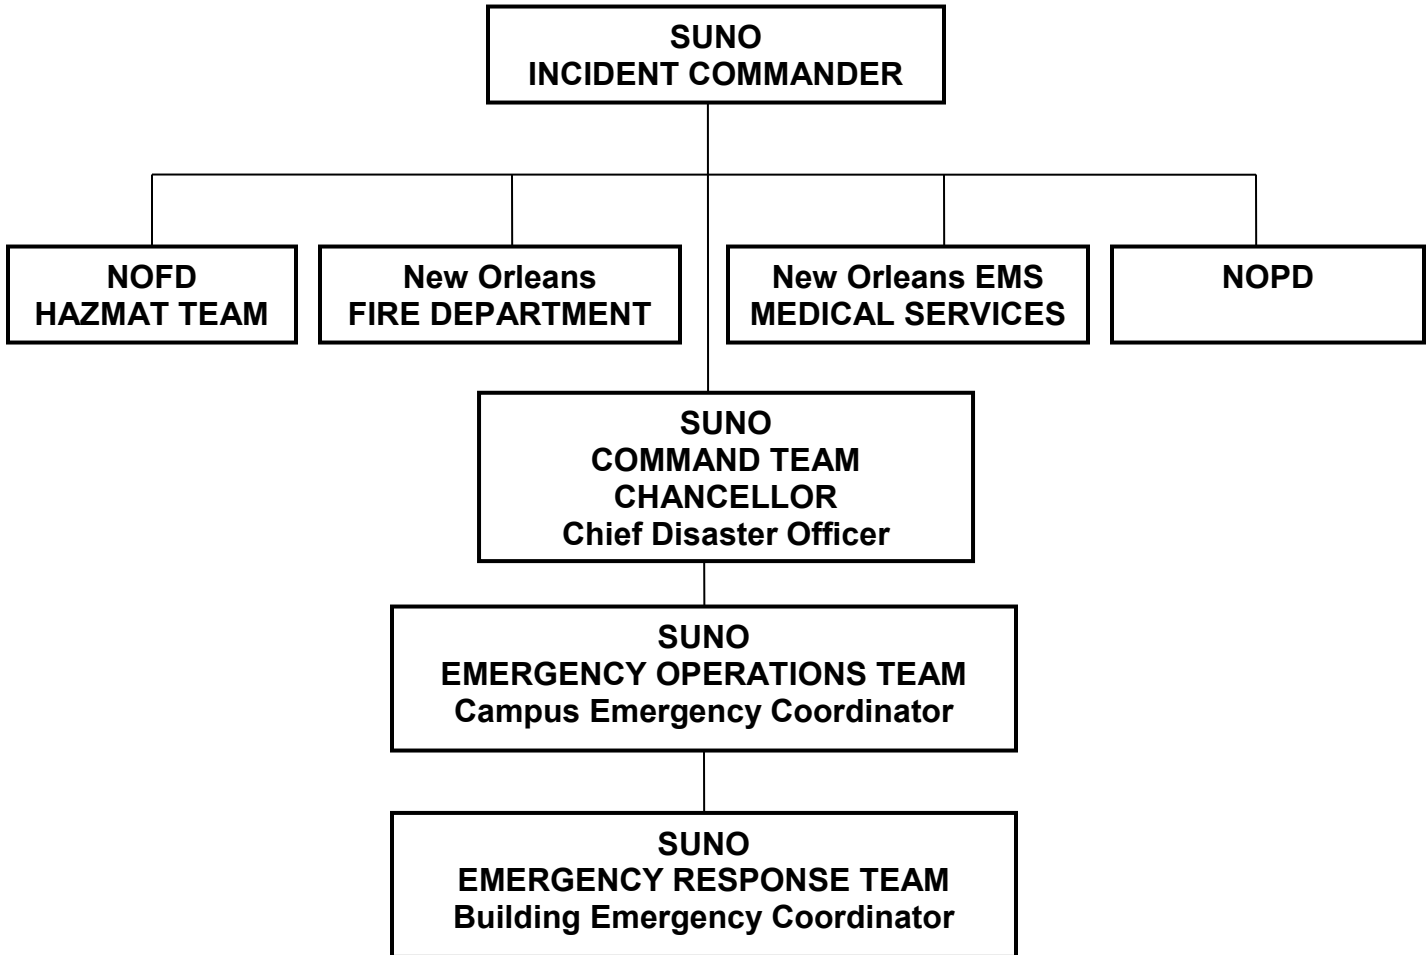 SUNO
INCIDENT COMMANDER
NOFD
HAZMAT TEAM
New Orleans
FIRE DEPARTMENT
New Orleans EMS
MEDICAL SERVICES
NOPD
SUNO
COMMAND TEAM
CHANCELLOR
Chief Disaster Officer
SUNO
EMERGENCY OPERATIONS TEAM
Campus Emergency Coordinator
SUNO
EMERGENCY RESPONSE TEAM
Building Emergency Coordinator